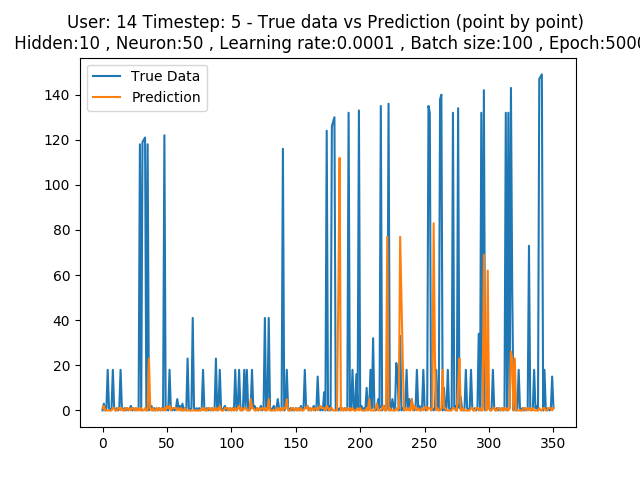 User: 14 Timestep: 5 - True data vs Prediction (point by point)
Hidden:10 , Neuron:50 , Learning rate:0.0001 , Batch size:100 , Epoch:5000
True Data
Prediction
140
120
100
80
60
40
20
0
0 50 100 150 200 250 300 350